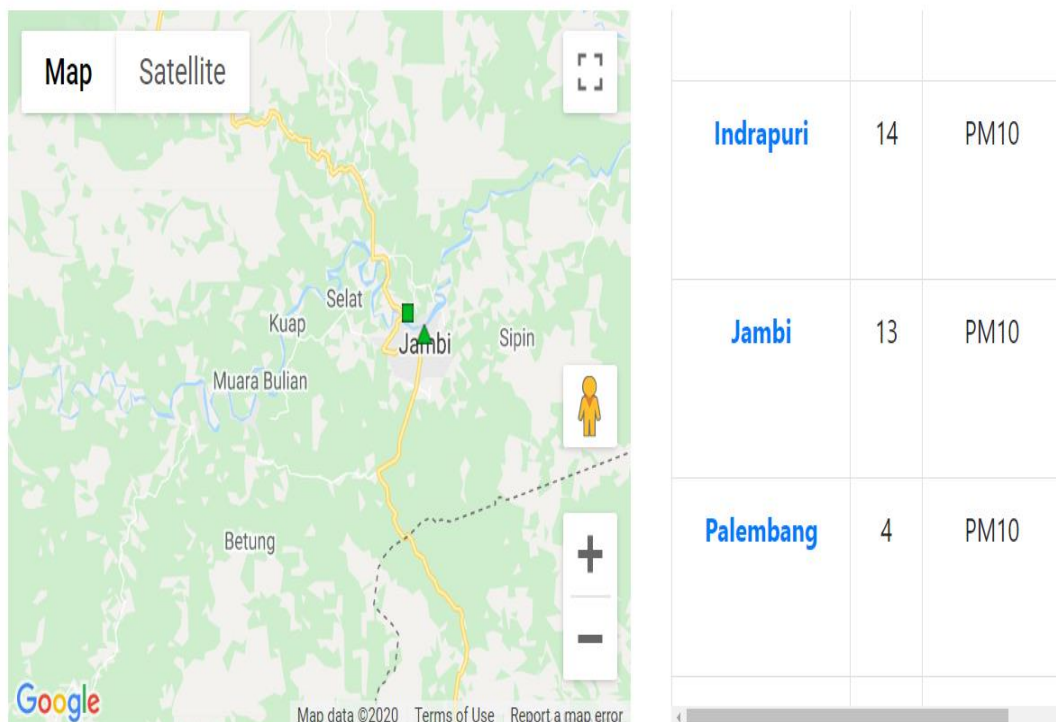 Map Satellite
Selat
Kuap
Jambi
Sipin
Muara Bulian
Betung
Google
Map data ©2020 Terms of Use Report a map error
Indrapuri 14 PM10
Jambi 13 PM10
Palembang 4 PM10